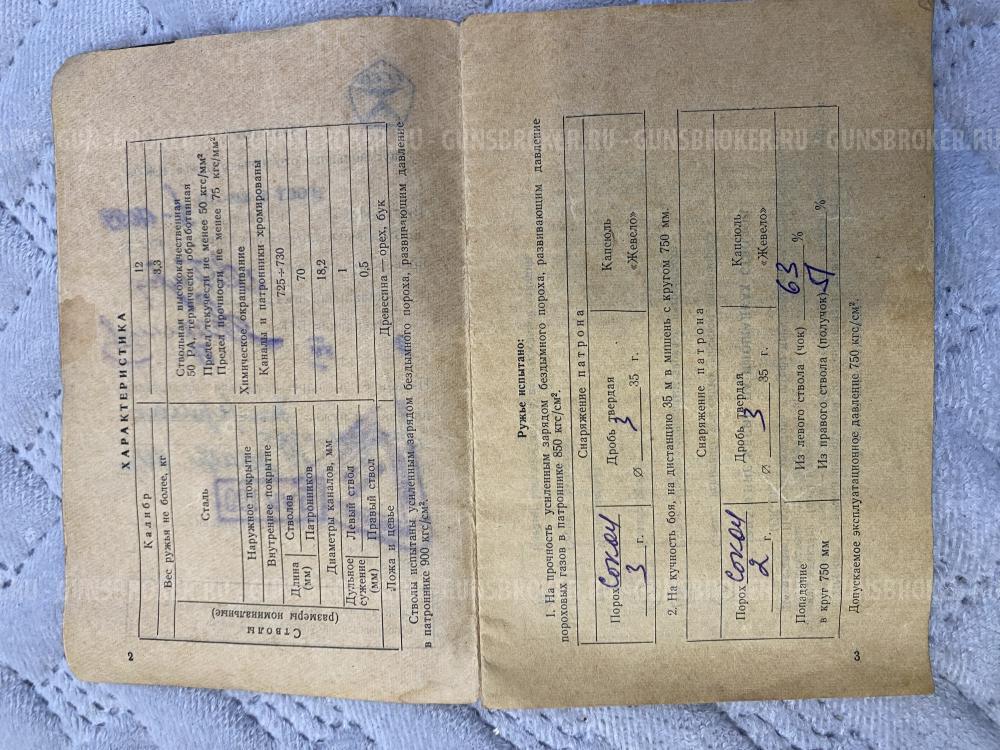 ХАРАКТЕРИСТИКА
Калибр 12
Вес ружья не более, кг 3,3
Стволы
(размеры номинальные)
Сталь
Ствольная высококачественная
50 РА, термически обработанная
Предел текучести не менее 50 кгс/мм²
Предел прочности не менее 75 кгс/мм²
Наружное покрытие Химическое окрашивание
Внутреннее покрытие Каналы и патронники хромированы
Длина (мм)
Стволов 725÷730
Патронников 70
Диаметры каналов, мм 18,2
Дульное сужение (мм)
Левый ствол 1
Правый ствол 0,5
Ложа и цевье Древесина — орех, бук
Стволы испытаны усиленным зарядом бездымного пороха, развивающим давление
в патроннике 900 кгс/см².
2
Ружье испытано:
1. На прочность усиленным зарядом бездымного пороха, развивающим давление
пороховых газов в патроннике 850 кгс/см².
Снаряжение патрона
Порох Сокол
3 г.
Дробь твердая
∅ 3 35 г.
Капсюль
«Жевело»
2. На кучность боя, на дистанцию 35 м в мишень с кругом 750 мм.
Снаряжение патрона
Порох Сокол
2 г.
Дробь твердая
∅ 3 35 г.
Капсюль
«Жевело»
Попадание
в круг 750 мм
Из левого ствола (чок) 63 %
Из правого ствола (получок) 51 %
Допускаемое эксплуатационное давление 750 кгс/см².
3
GUNSBROKER.RU - GUNSBROKER.RU - GUNSBROKER.RU